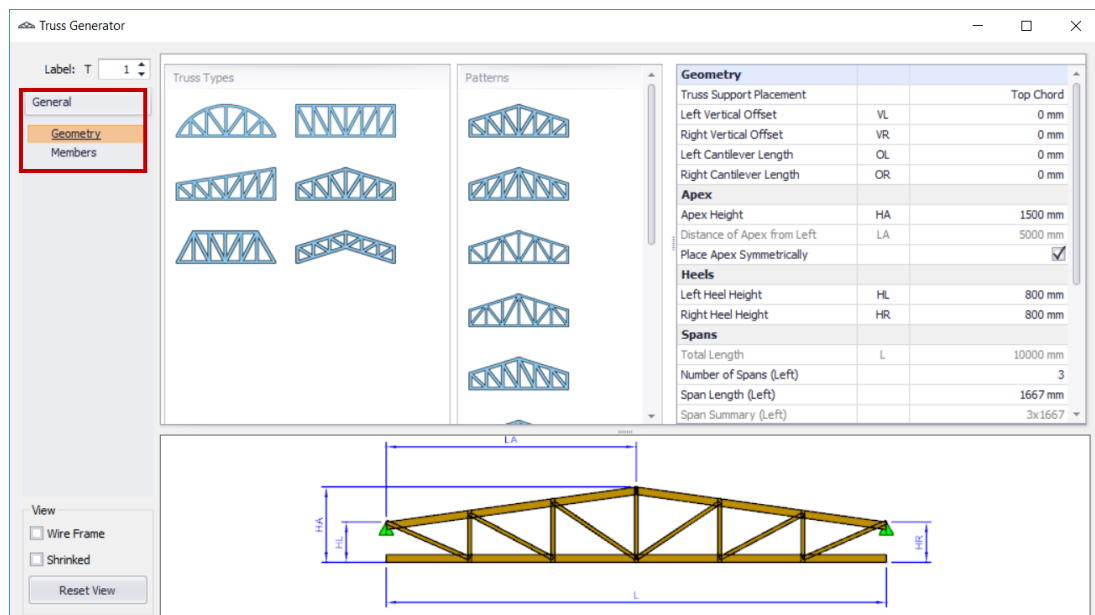 Truss Generator
Label: T 1
General
Geometry
Members
Truss Types
Patterns
Geometry
Truss Support Placement Top Chord
Left Vertical Offset VL 0 mm
Right Vertical Offset VR 0 mm
Left Cantilever Length OL 0 mm
Right Cantilever Length OR 0 mm
Apex
Apex Height HA 1500 mm
Distance of Apex from Left LA 5000 mm
Place Apex Symmetrically
Heels
Left Heel Height HL 800 mm
Right Heel Height HR 800 mm
Spans
Total Length L 10000 mm
Number of Spans (Left) 3
Span Length (Left) 1667 mm
Span Summary (Left) 3x1667
LA
HA
HL
HR
L
View
Wire Frame
Shrinked
Reset View